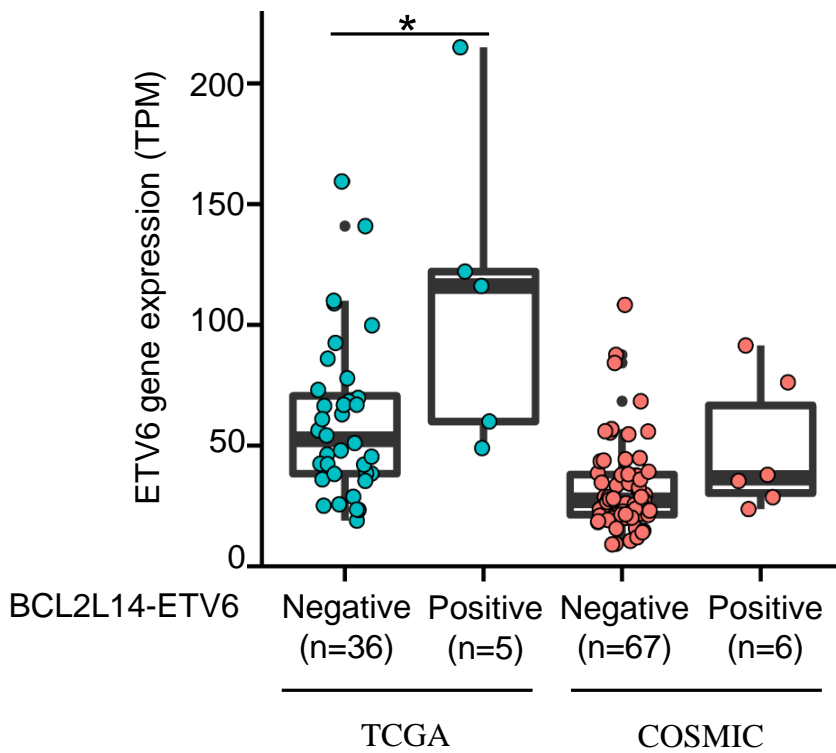 *
ETV6 gene expression (TPM)
200
150
100
50
0
BCL2L14-ETV6 Negative Positive Negative Positive
(n=36) (n=5) (n=67) (n=6)
TCGA COSMIC